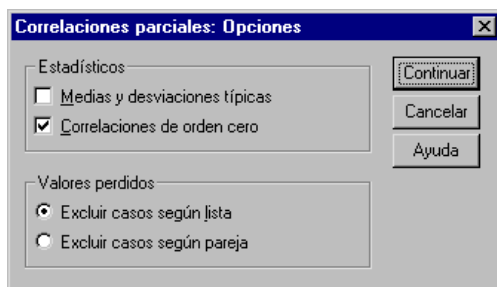 Correlaciones parciales: Opciones
Estadísticos
Medias y desviaciones típicas
Correlaciones de orden cero
Valores perdidos
Excluir casos según lista
Excluir casos según pareja
Continuar
Cancelar
Ayuda